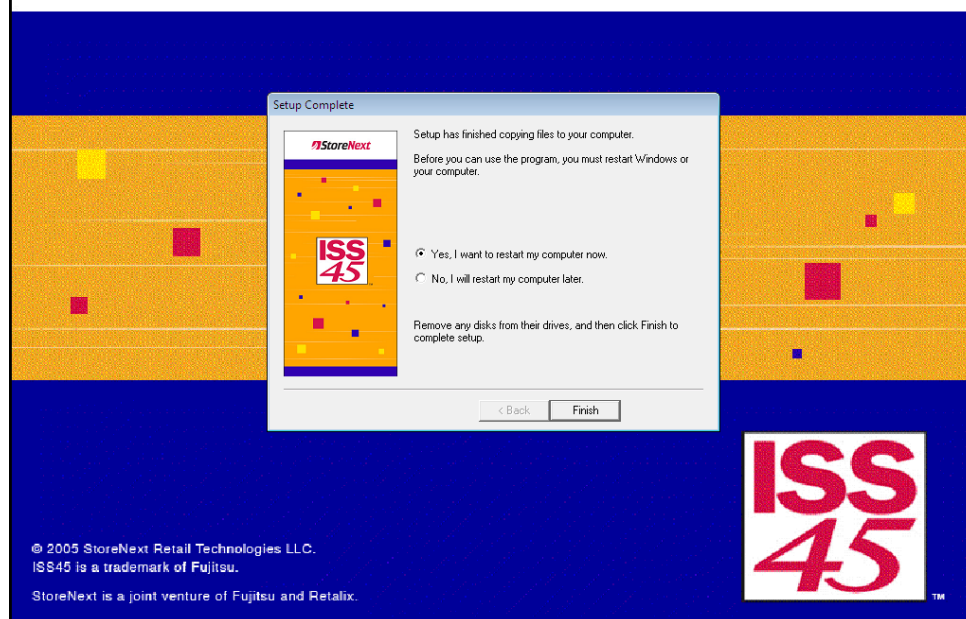 Setup Complete
StoreNext
ISS
45
Setup has finished copying files to your computer.
Before you can use the program, you must restart Windows or
your computer.
Yes, I want to restart my computer now.
No, I will restart my computer later.
Remove any disks from their drives, and then click Finish to
complete setup.
< Back
Finish
ISS
45
TM
© 2005 StoreNext Retail Technologies LLC.
ISS45 is a trademark of Fujitsu.
StoreNext is a joint venture of Fujitsu and Retalix.